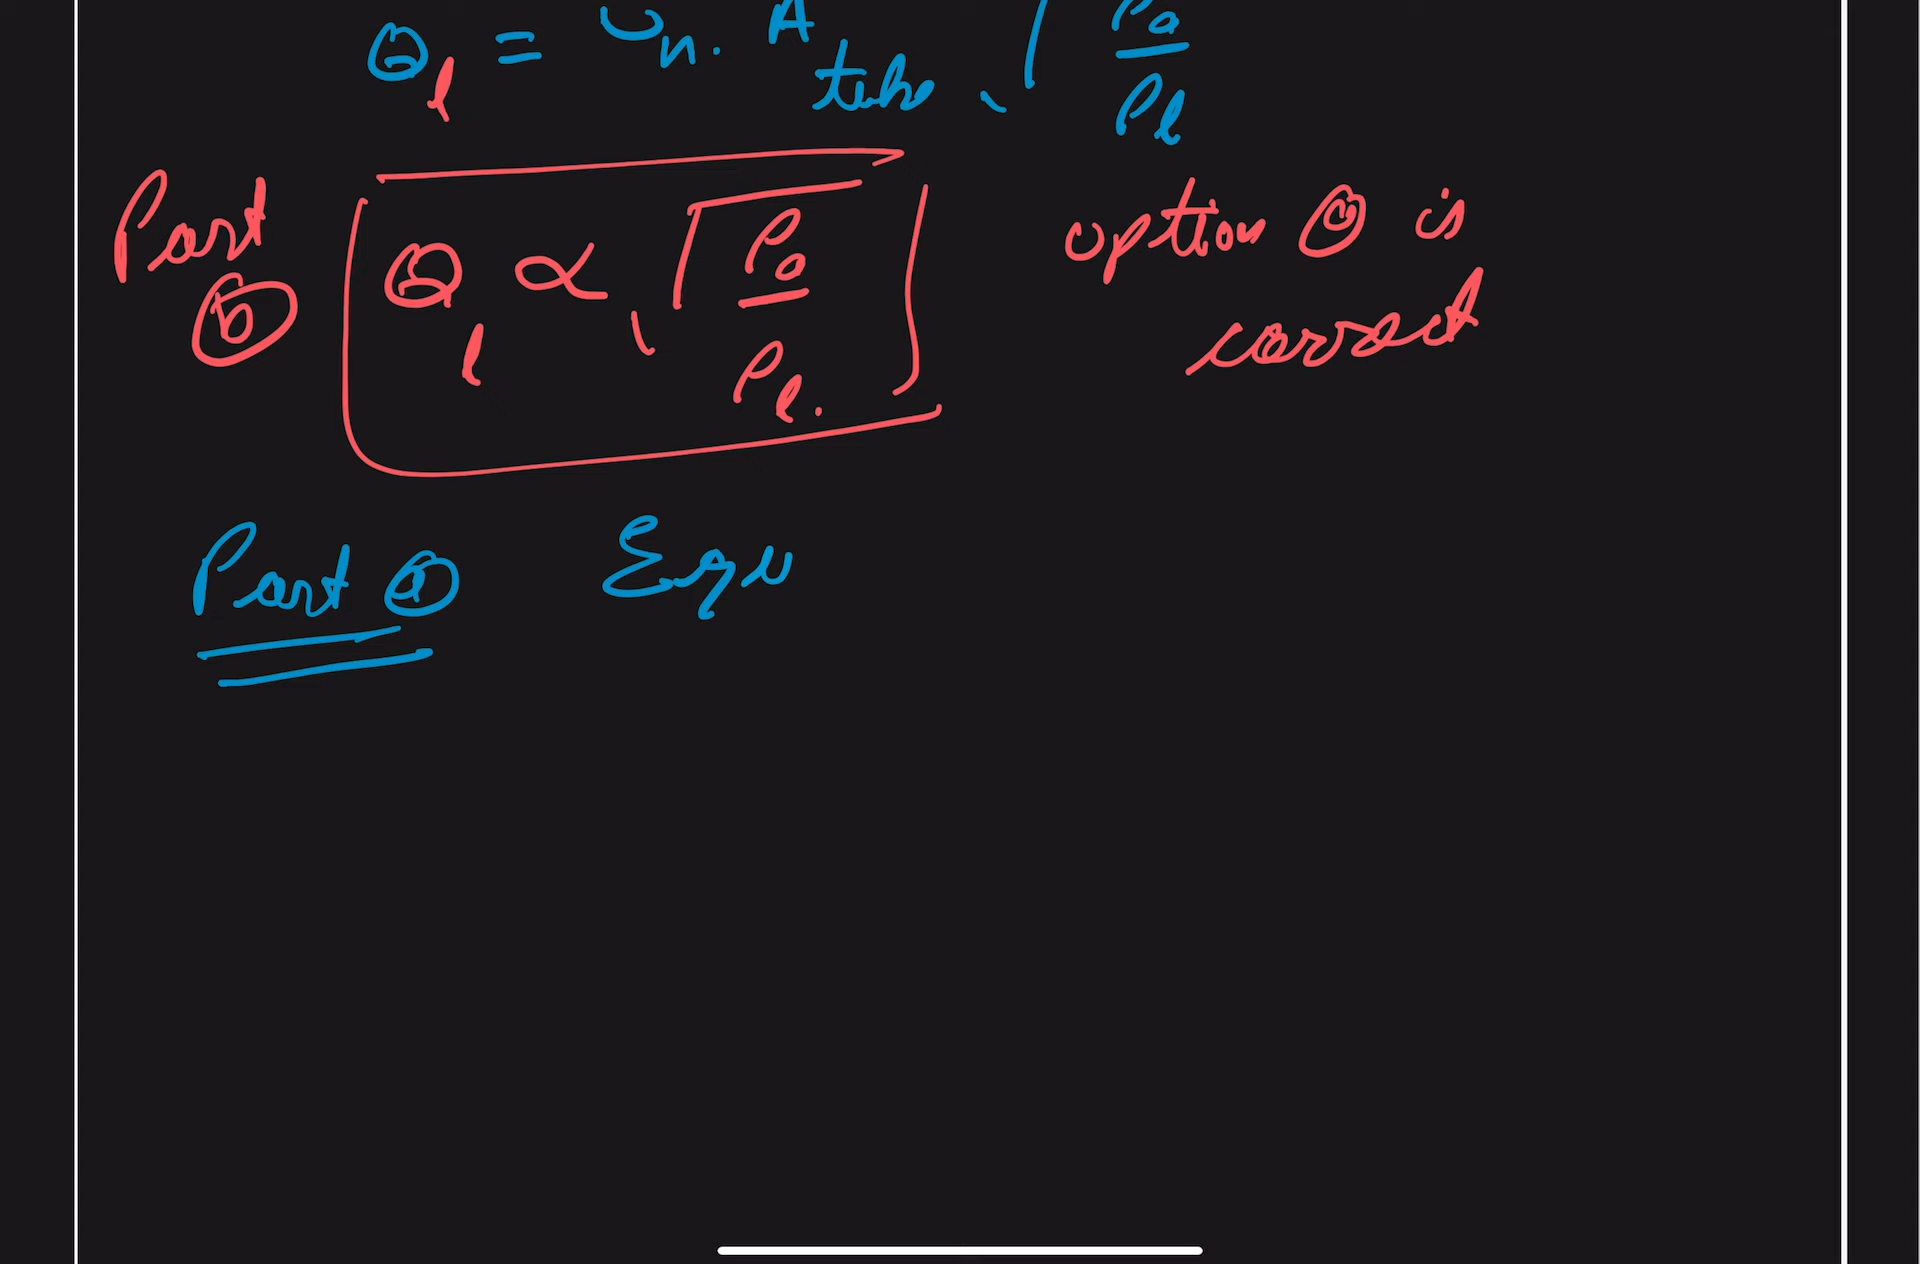 Q_l = v_n. A_tube √(ρ_a/ρ_l)
Part (b) Q_l ∝ √(ρ_a/ρ_l.) option (a) is correct
Part (a) Equ